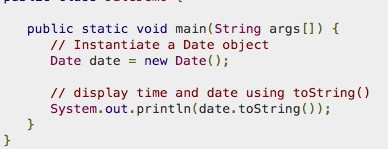 public static void main(String args[]) {
// Instantiate a Date object
Date date = new Date();
// display time and date using toString()
System.out.println(date.toString());
}
}